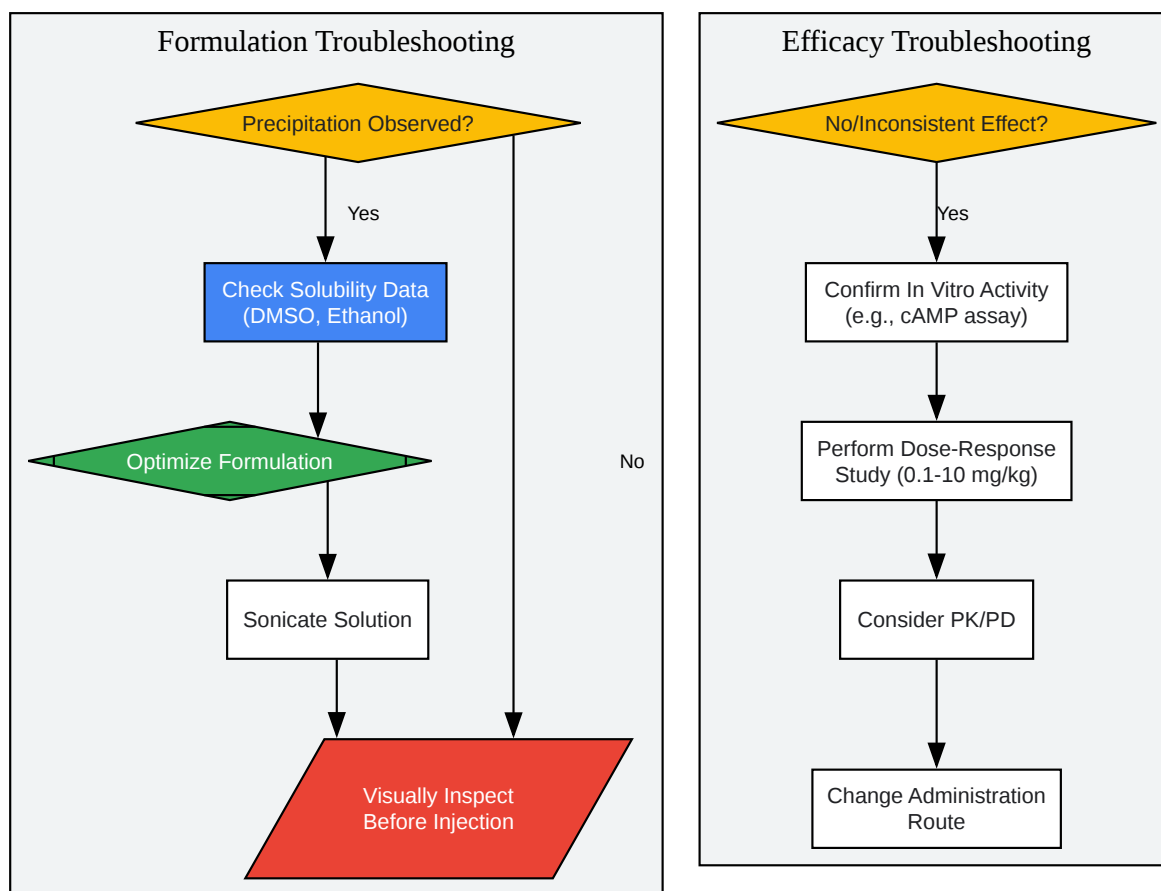 Formulation Troubleshooting
Precipitation Observed?
Yes
Check Solubility Data
(DMSO, Ethanol)
Optimize Formulation
No
Sonicate Solution
Visually Inspect
Before Injection
Efficacy Troubleshooting
No/Inconsistent Effect?
Yes
Confirm In Vitro Activity
(e.g., cAMP assay)
Perform Dose-Response
Study (0.1-10 mg/kg)
Consider PK/PD
Change Administration
Route